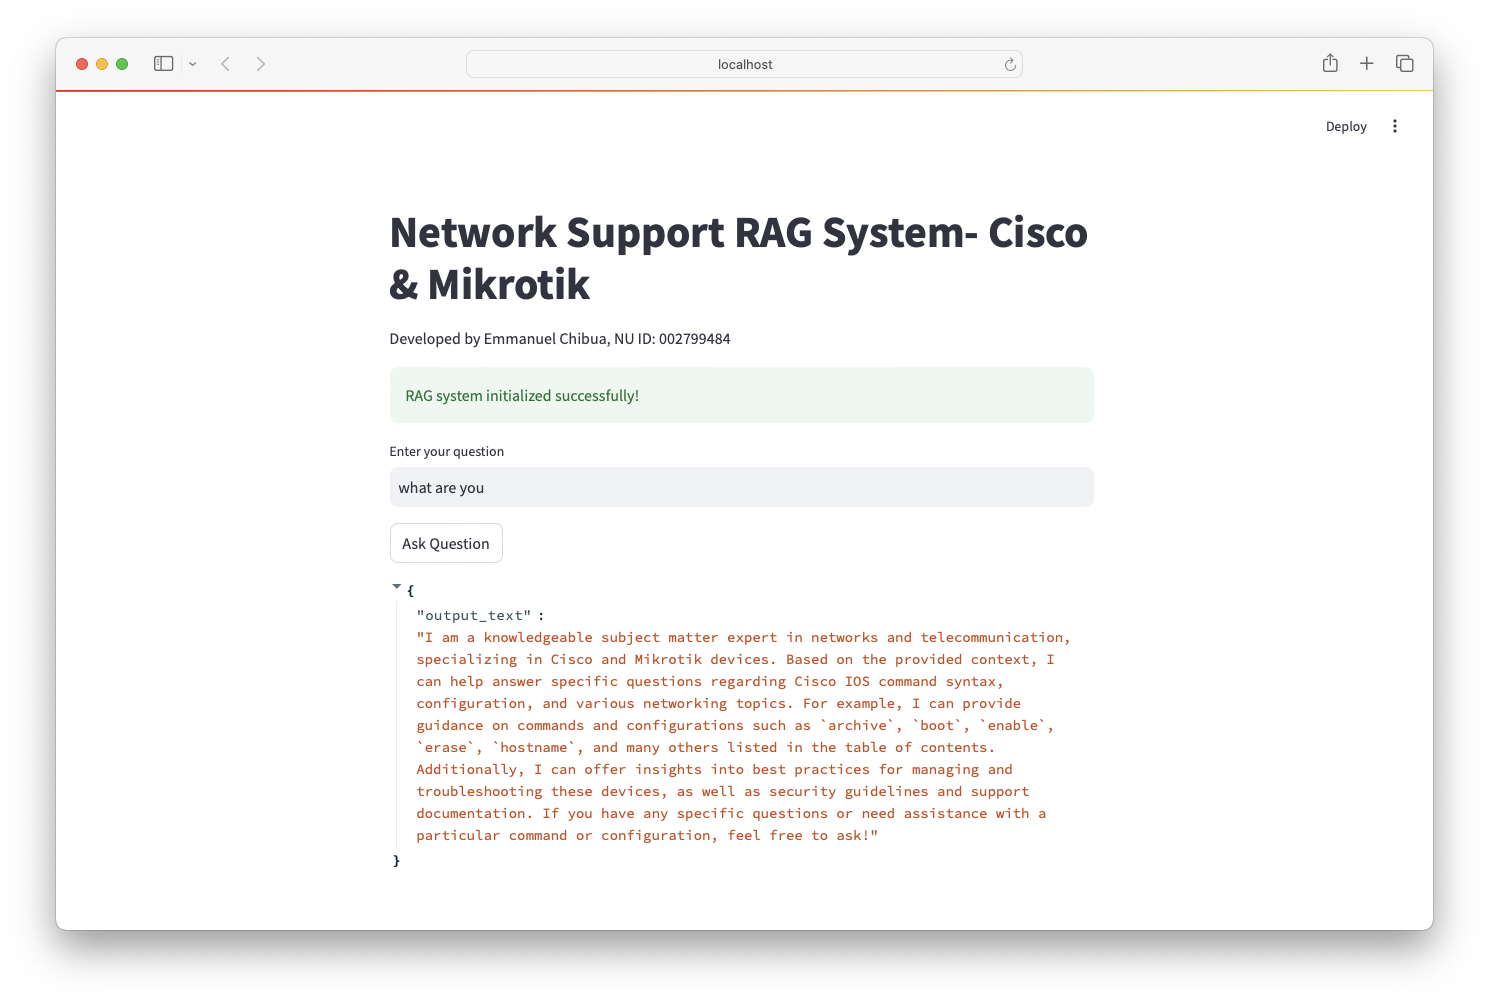 localhost
Deploy
Network Support RAG System- Cisco
& Mikrotik
Developed by Emmanuel Chibua, NU ID: 002799484
RAG system initialized successfully!
Enter your question
what are you
Ask Question
{
"output_text" :
"I am a knowledgeable subject matter expert in networks and telecommunication,
specializing in Cisco and Mikrotik devices. Based on the provided context, I
can help answer specific questions regarding Cisco IOS command syntax,
configuration, and various networking topics. For example, I can provide
guidance on commands and configurations such as `archive`, `boot`, `enable`,
`erase`, `hostname`, and many others listed in the table of contents.
Additionally, I can offer insights into best practices for managing and
troubleshooting these devices, as well as security guidelines and support
documentation. If you have any specific questions or need assistance with a
particular command or configuration, feel free to ask!"
}